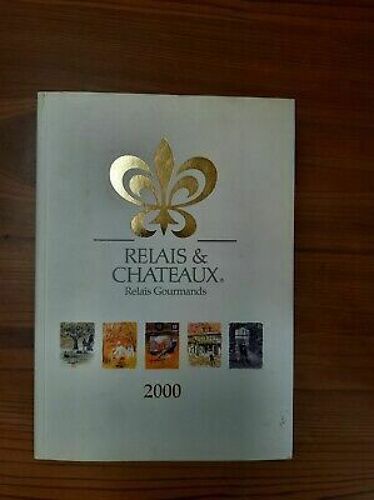 RELAIS &
CHATEAUX®
Relais Gourmands
2000